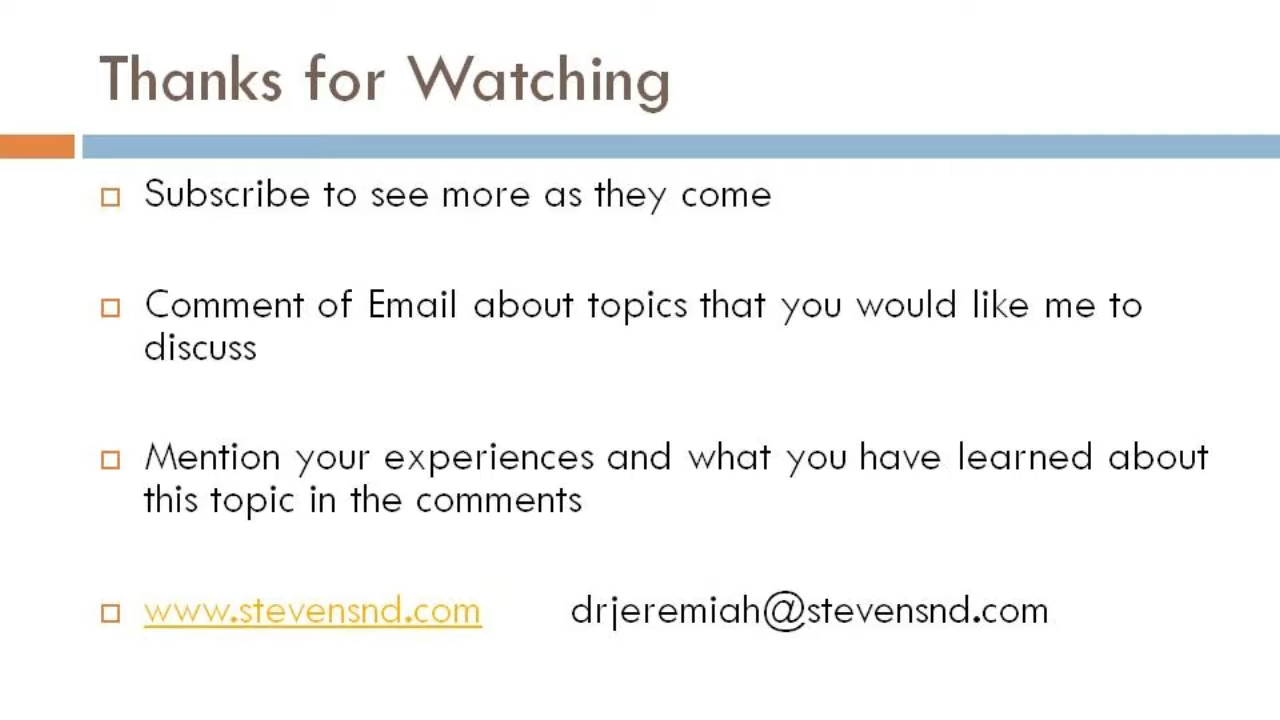 Thanks for Watching
Subscribe to see more as they come
Comment of Email about topics that you would like me to
discuss
Mention your experiences and what you have learned about
this topic in the comments
www.stevensnd.com drjeremiah@stevensnd.com